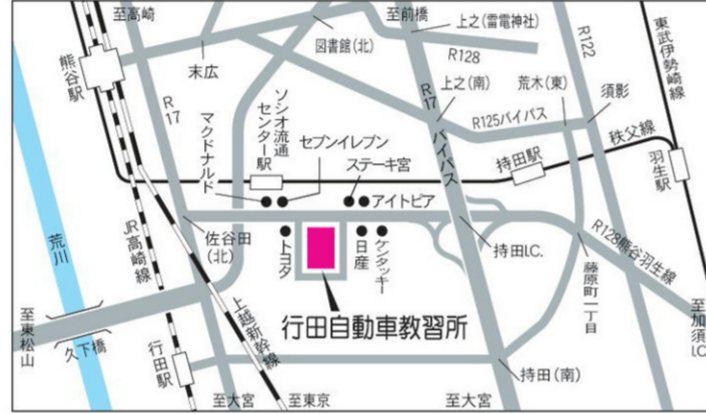 至高崎
至前橋
上之(雷電神社)
図書館(北)
R128
R122
東武伊勢崎線
熊谷駅
末広
R17
上之(南)
荒木(東)
須影
R17バイパス
R125バイパス
秩父線
羽生駅
マクドナルド
ソシオ流通センター駅
セブンイレブン
ステーキ宮
アイトピア
持田駅
荒川
JR高崎線
佐谷田(北)
トヨタ
日産
ケンタッキー
持田I.C.
R128熊谷羽生線
藤原町一丁目
至東松山
久下橋
行田駅
上越新幹線
行田自動車教習所
至加須I.C
持田(南)
至大宮
至東京
至大宮